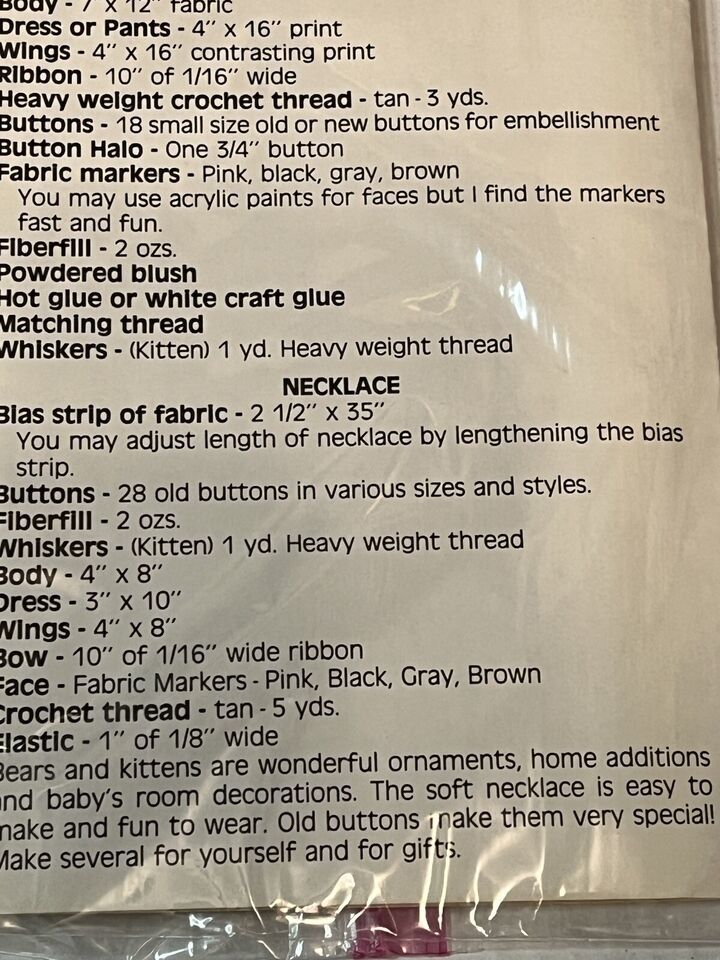 Body - 7" x 12" fabric
Dress or Pants - 4" x 16" print
Wings - 4" x 16" contrasting print
Ribbon - 10" of 1/16" wide
Heavy weight crochet thread - tan - 3 yds.
Buttons - 18 small size old or new buttons for embellishment
Button Halo - One 3/4" button
Fabric markers - Pink, black, gray, brown
You may use acrylic paints for faces but I find the markers
fast and fun.
Fiberfill - 2 ozs.
Powdered blush
Hot glue or white craft glue
Matching thread
Whiskers - (Kitten) 1 yd. Heavy weight thread
NECKLACE
Bias strip of fabric - 2 1/2" x 35"
You may adjust length of necklace by lengthening the bias
strip.
Buttons - 28 old buttons in various sizes and styles.
Fiberfill - 2 ozs.
Whiskers - (Kitten) 1 yd. Heavy weight thread
Body - 4" x 8"
Dress - 3" x 10"
Wings - 4" x 8"
Bow - 10" of 1/16" wide ribbon
Face - Fabric Markers - Pink, Black, Gray, Brown
Crochet thread - tan - 5 yds.
Elastic - 1" of 1/8" wide
Bears and kittens are wonderful ornaments, home additions
and baby's room decorations. The soft necklace is easy to
make and fun to wear. Old buttons make them very special!
Make several for yourself and for gifts.